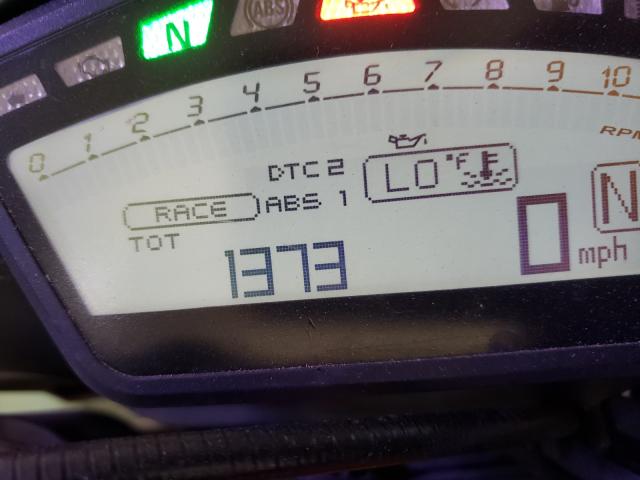 N ABS
0 1 2 3 4 5 6 7 8 9 10
RPM
DTC 2 LO °F
RACE ABS 1 N
TOT
1373 0 mph